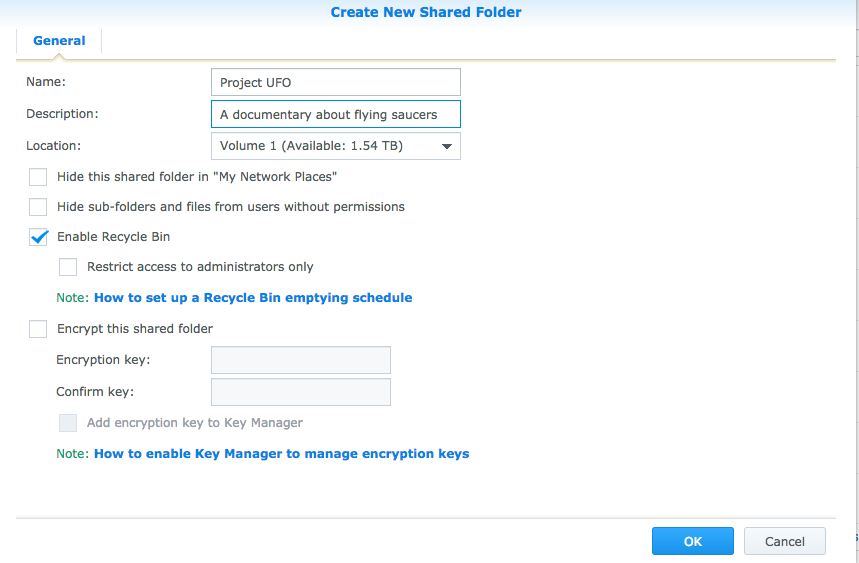 Create New Shared Folder
General
Name: Project UFO
Description: A documentary about flying saucers
Location: Volume 1 (Available: 1.54 TB)
Hide this shared folder in "My Network Places"
Hide sub-folders and files from users without permissions
Enable Recycle Bin
Restrict access to administrators only
Note: How to set up a Recycle Bin emptying schedule
Encrypt this shared folder
Encryption key:
Confirm key:
Add encryption key to Key Manager
Note: How to enable Key Manager to manage encryption keys
OK Cancel